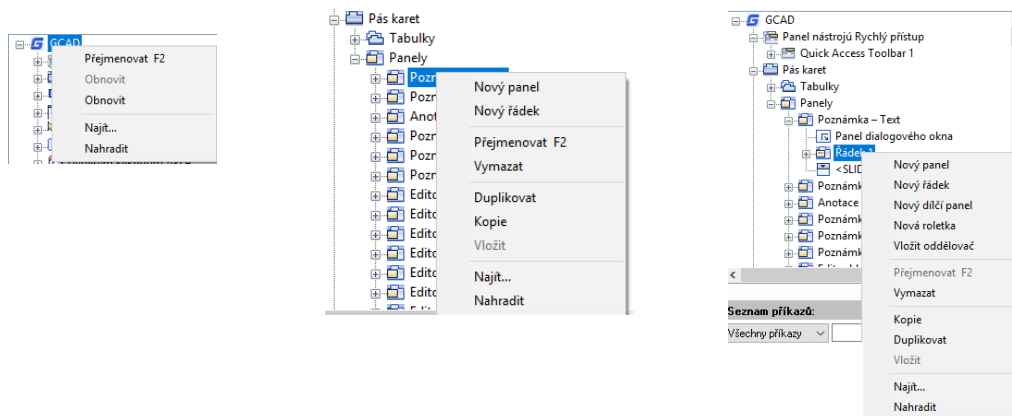 GCAD
Přejmenovat F2
Obnovit
Obnovit
Najít...
Nahradit
Pás karet
Tabulky
Panely
Nový panel
Nový řádek
Přejmenovat F2
Vymazat
Duplikovat
Kopie
Vložit
Najít...
Nahradit
GCAD
Panel nástrojú Rychlý přístup
Quick Access Toolbar 1
Pás karet
Tabulky
Panely
Poznámka – Text
Panel dialogového okna
Řádek 1
Anotace
Nový panel
Nový řádek
Nový dílčí panel
Nová roletka
Vložit oddělovač
Přejmenovat F2
Vymazat
Kopie
Duplikovat
Vložit
Najít...
Nahradit
Seznam příkazů:
Všechny příkazy